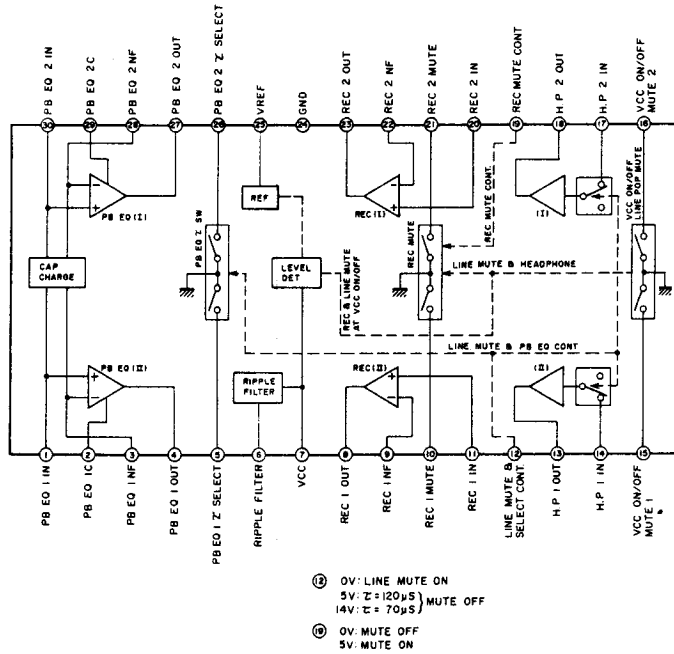 PB EQ 2 IN
PB EQ 2C
PB EQ 2 NF
PB EQ 2 OUT
PB EQ 2 τ SELECT
VREF
GND
REC 2 OUT
REC 2 NF
REC 2 MUTE
REC 2 IN
REC MUTE CONT
H.P 2 OUT
H.P 2 IN
VCC ON/OFF
MUTE 2
30
29
28
27
26
25
24
23
22
21
20
19
18
17
16
PB EQ (I)
CAP
CHARGE
PB EQ τ SW
REF
LEVEL
DET
REC & LINE MUTE
AT VCC ON/OFF
REC (I)
REC MUTE
REC MUTE CONT.
(I)
VCC ON/OFF
LINE POP MUTE
LINE MUTE & HEADPHONE
LINE MUTE & PB EQ CONT
PB EQ (II)
RIPPLE
FILTER
REC (II)
(II)
1
2
3
4
5
6
7
8
9
10
11
12
13
14
15
PB EQ 1 IN
PB EQ 1C
PB EQ 1 NF
PB EQ 1 OUT
PB EQ 1 τ SELECT
RIPPLE FILTER
VCC
REC 1 OUT
REC 1 NF
REC 1 MUTE
REC 1 IN
LINE MUTE &
SELECT CONT.
H.P 1 OUT
H.P 1 IN
VCC ON/OFF
MUTE 1
12 0V: LINE MUTE ON
5V: τ = 120μS
14V: τ = 70μS } MUTE OFF
19 0V: MUTE OFF
5V: MUTE ON